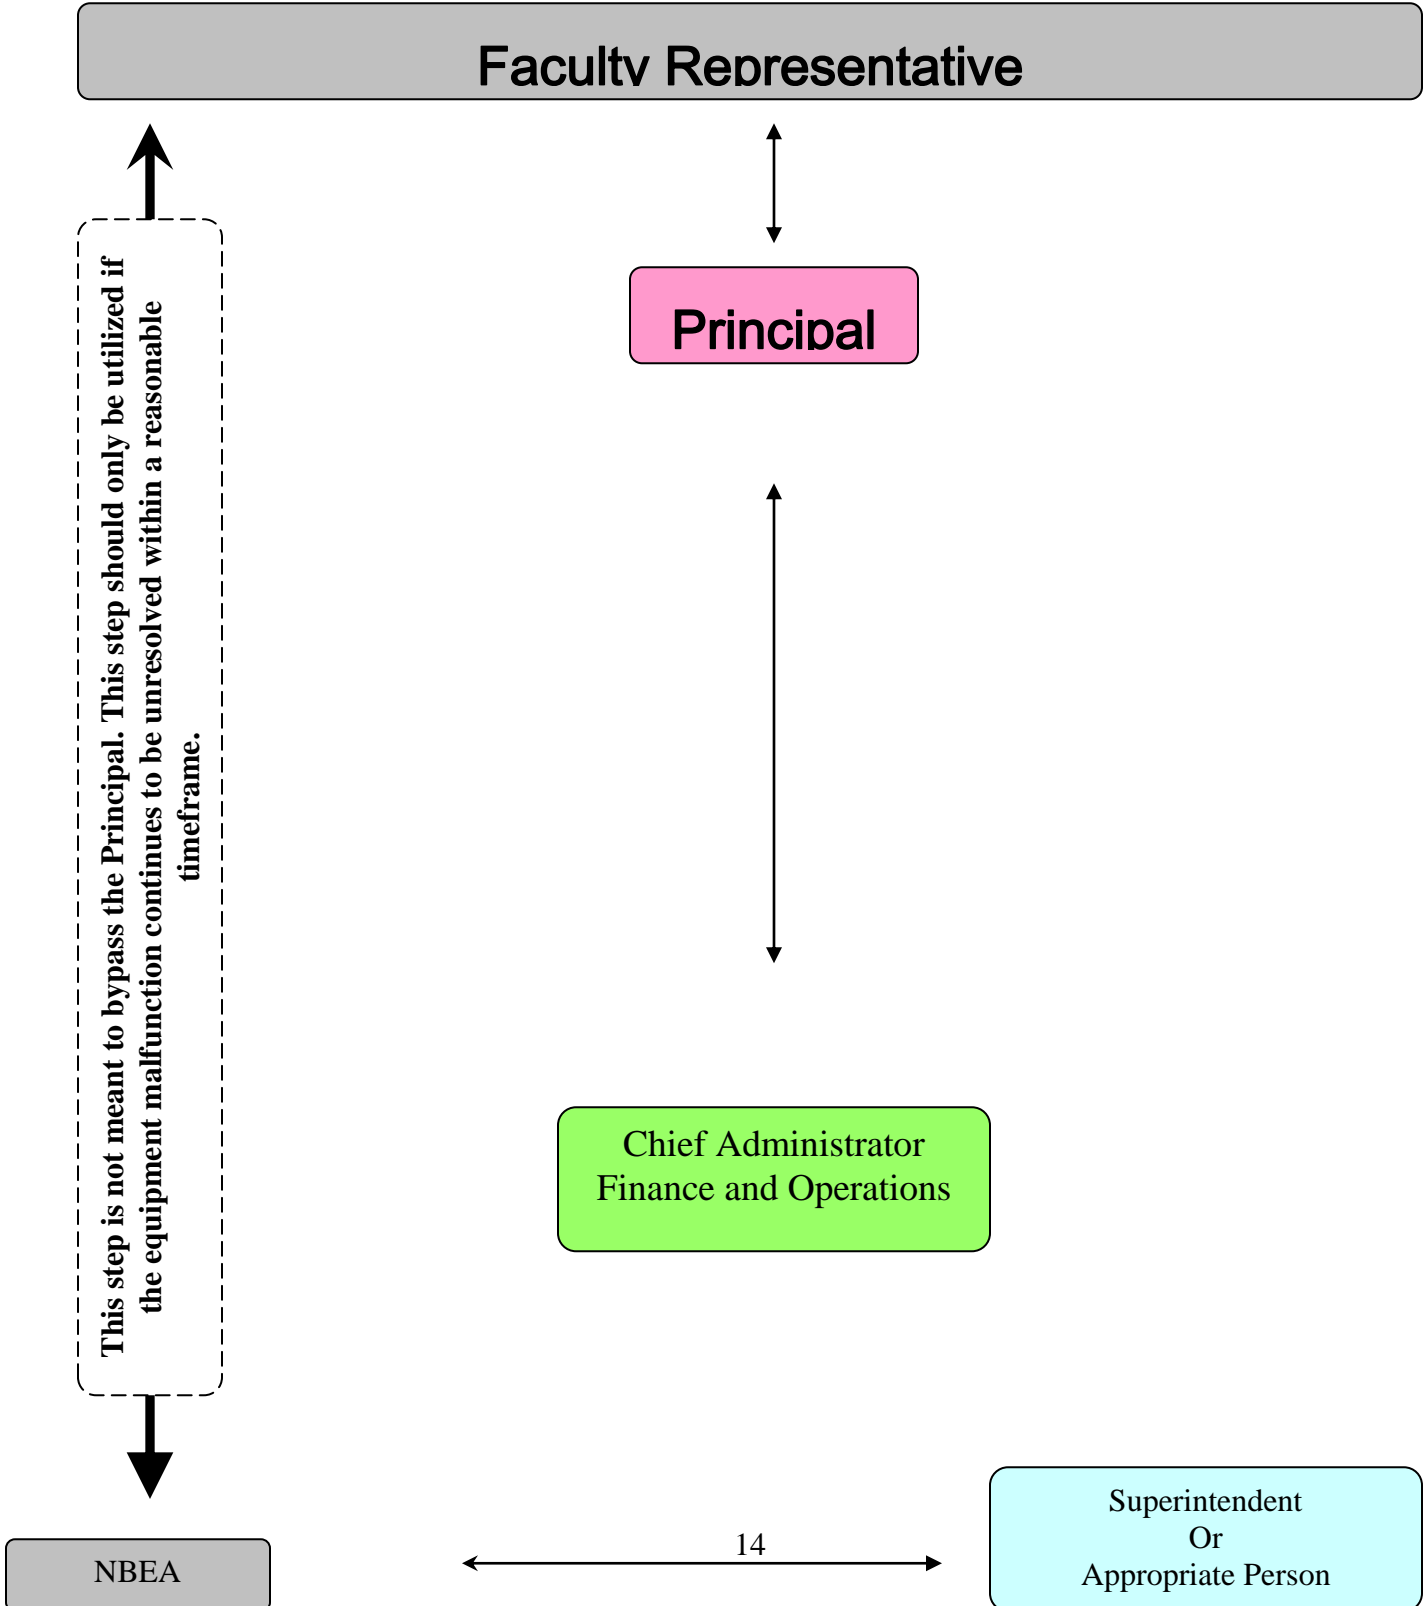 Faculty Representative
Principal
This step is not meant to bypass the Principal. This step should only be utilized if
the equipment malfunction continues to be unresolved within a reasonable
timeframe.
Chief Administrator
Finance and Operations
Superintendent
Or
Appropriate Person
14
NBEA